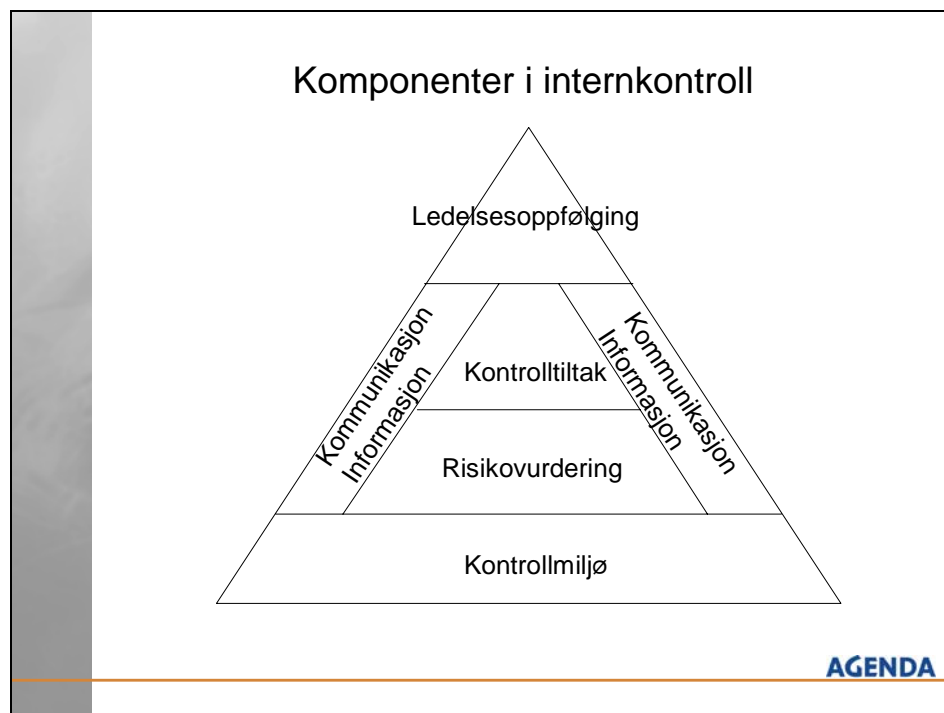 Komponenter i internkontroll
Ledelsesoppfølging
Kommunikasjon
Informasjon
Kontrolltiltak
Informasjon
Kommunikasjon
Risikovurdering
Kontrollmiljø
AGENDA